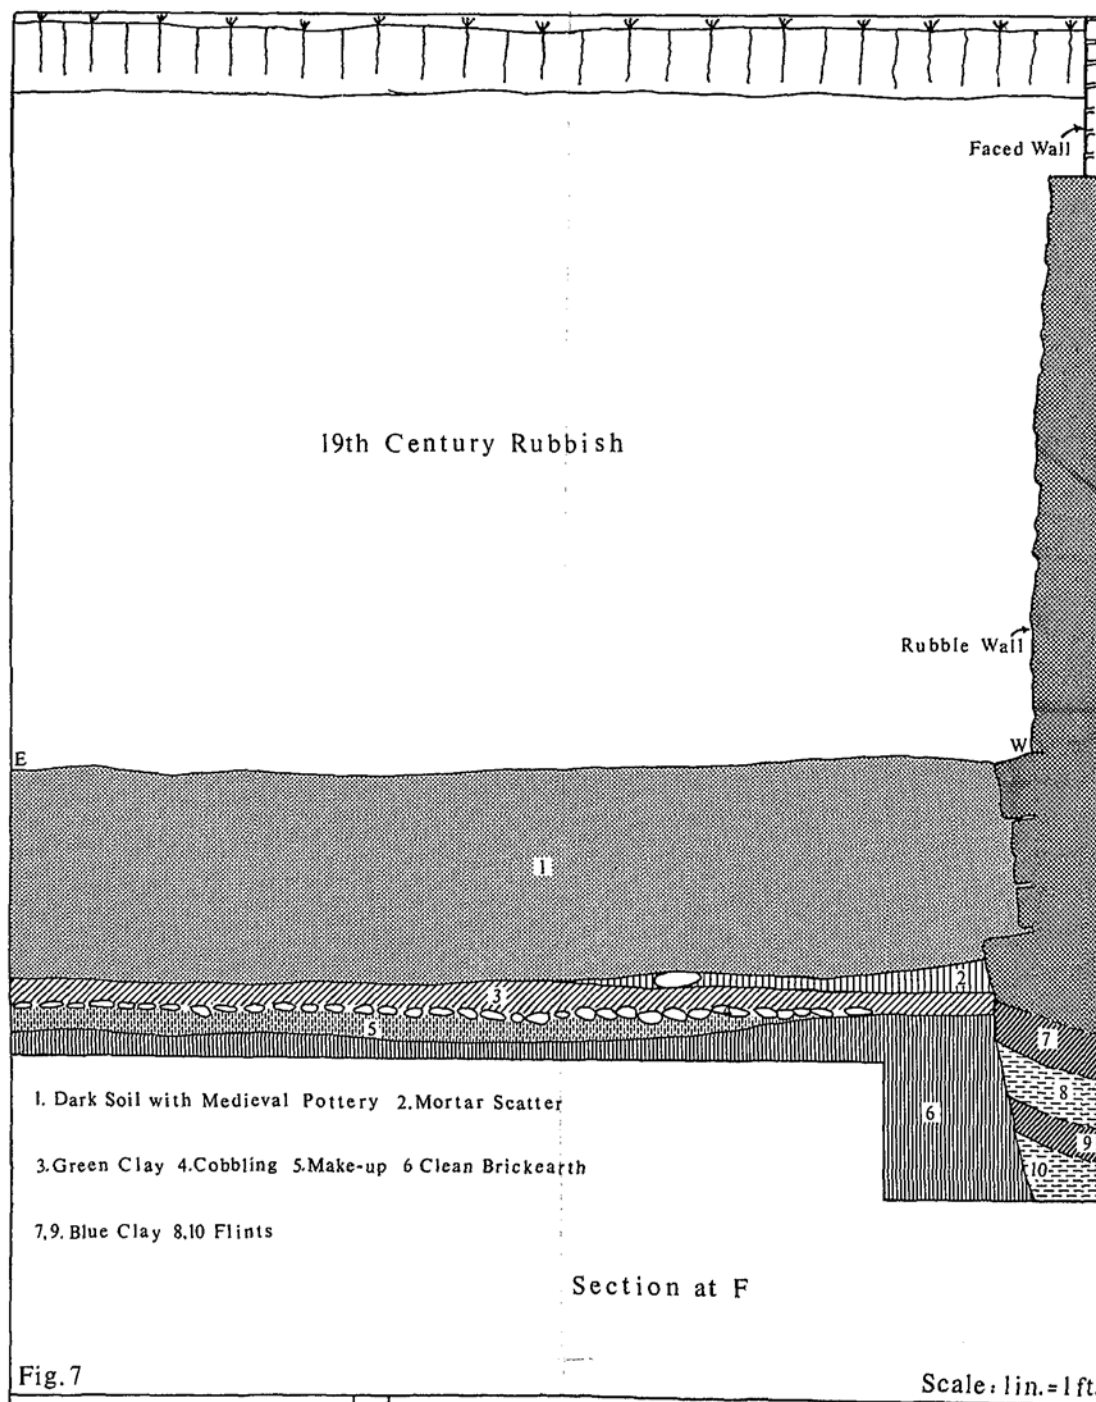 Faced Wall
19th Century Rubbish
Rubble Wall
E
W
1
2
3
5
7
8
6
9
10
1. Dark Soil with Medieval Pottery 2. Mortar Scatter
3. Green Clay 4. Cobbling 5. Make-up 6 Clean Brickearth
7,9. Blue Clay 8,10 Flints
Section at F
Fig. 7
Scale: 1in. = 1ft.